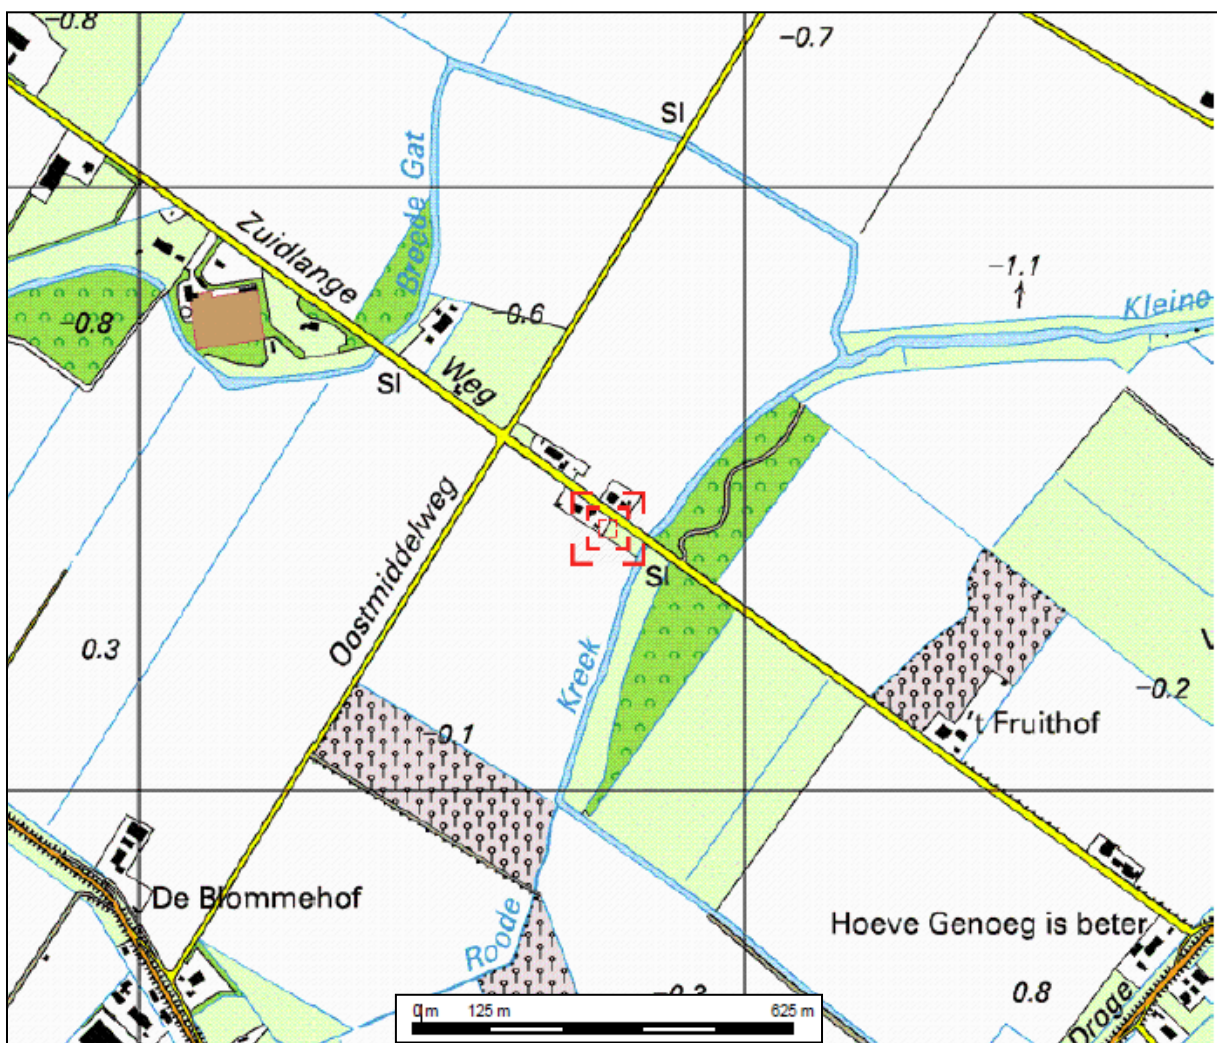 -0.8
-0.7
Sl
Breede Gat
Zuidlange
-1.1
Kleine
-0.8
-0.6
Sl
Weg
Oostmiddelweg
Sl
0.3
Kreek
-0.2
-0.1
't Fruithof
De Blommehof
Roode
Hoeve Genoeg is beter
0.8
Droge
0 m 125 m 625 m